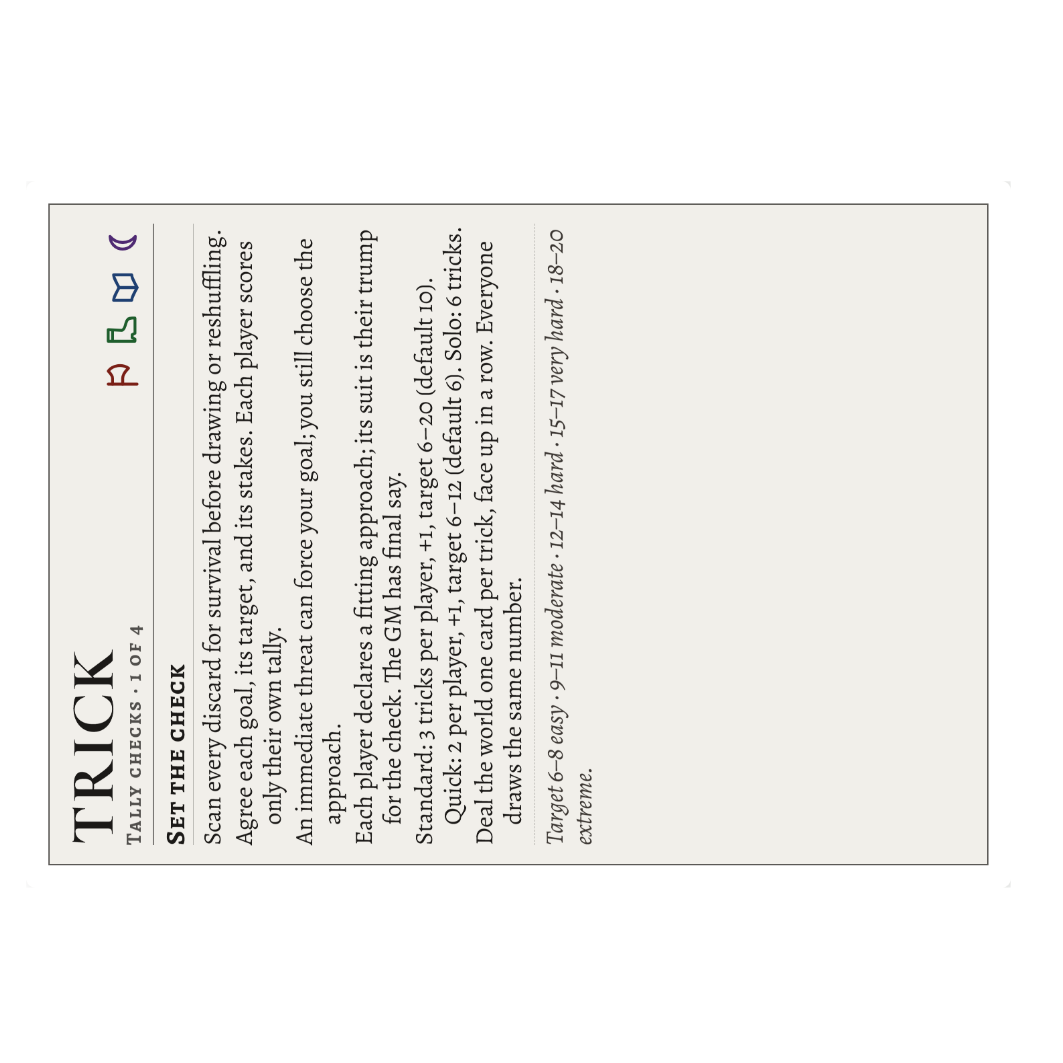 TRICK
TALLY CHECKS · 1 OF 4
SET THE CHECK
Scan every discard for survival before drawing or reshuffling.
Agree each goal, its target, and its stakes. Each player scores
only their own tally.
An immediate threat can force your goal; you still choose the
approach.
Each player declares a fitting approach; its suit is their trump
for the check. The GM has final say.
Standard: 3 tricks per player, +1, target 6–20 (default 10).
Quick: 2 per player, +1, target 6–12 (default 6). Solo: 6 tricks.
Deal the world one card per trick, face up in a row. Everyone
draws the same number.
Target 6–8 easy · 9–11 moderate · 12–14 hard · 15–17 very hard · 18–20
extreme.